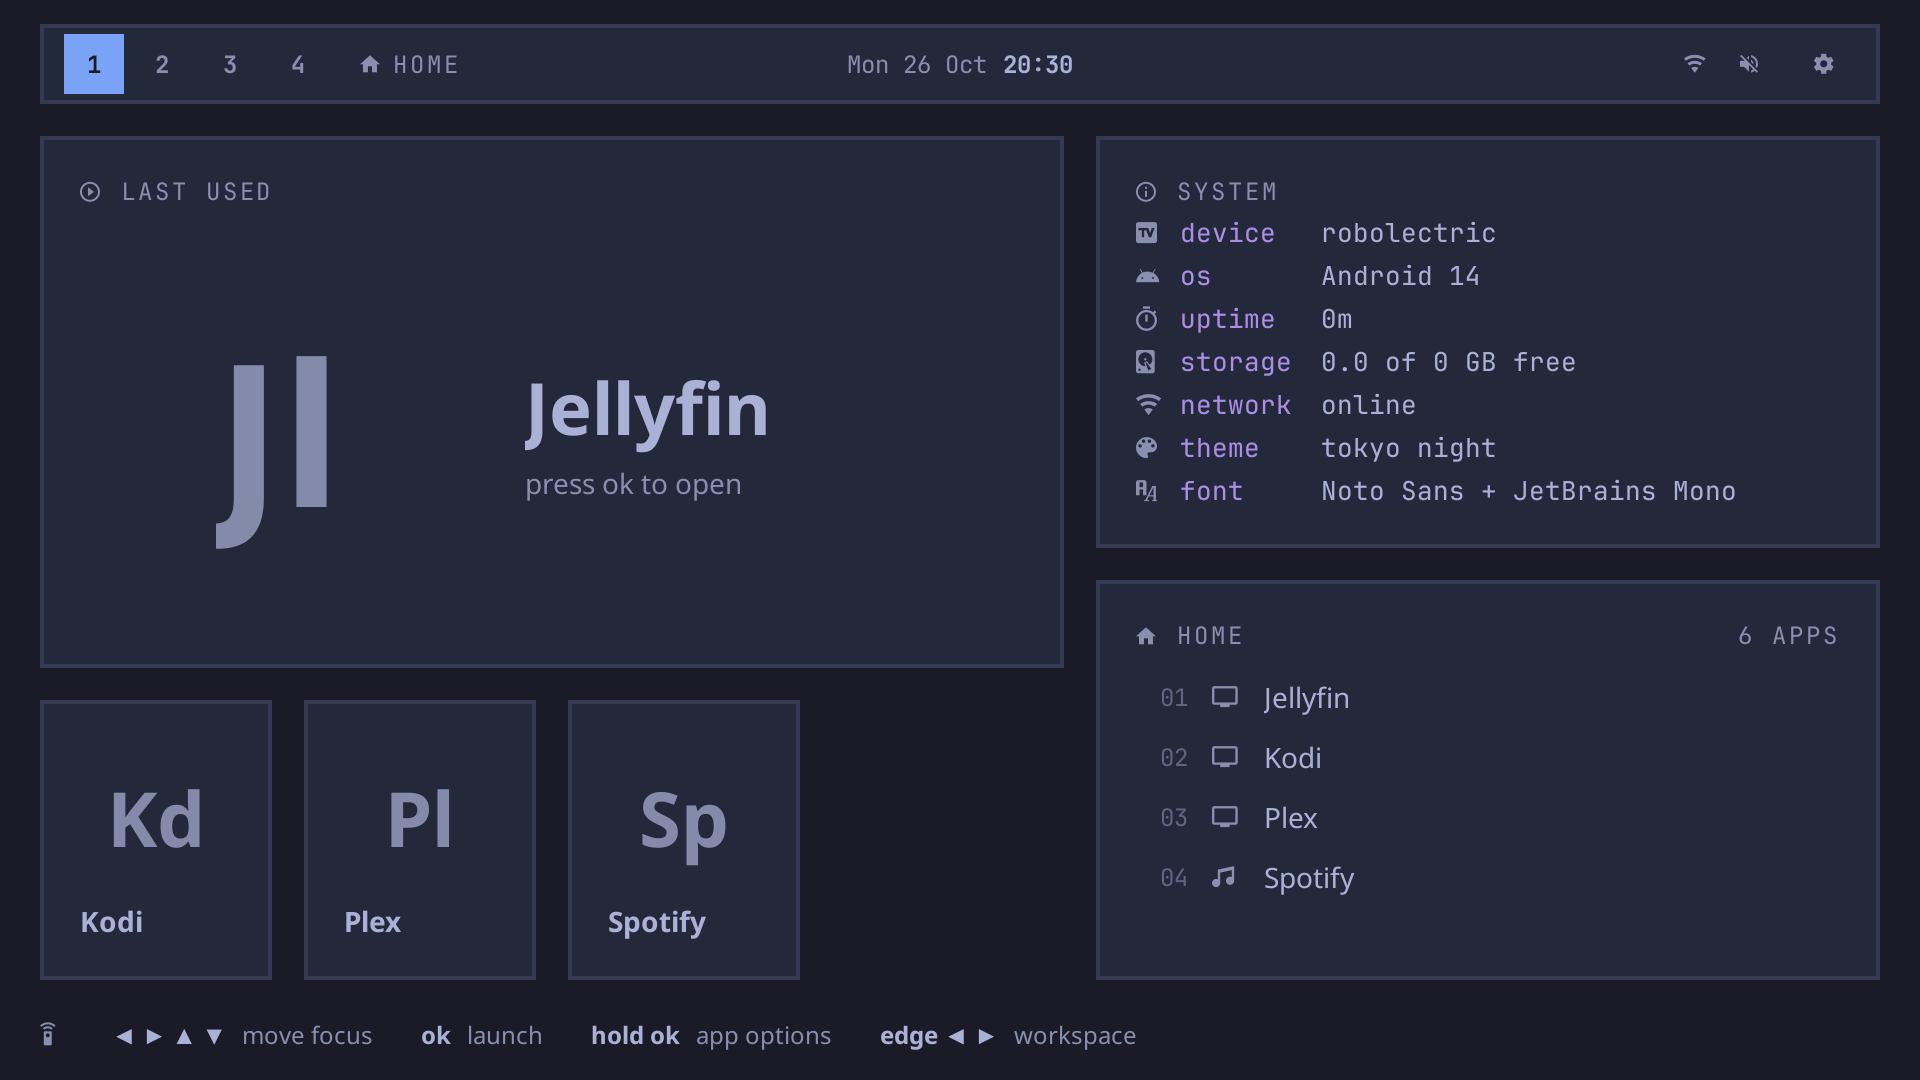 1 2 3 4 HOME Mon 26 Oct 20:30
LAST USED
Jl
Jellyfin
press ok to open
SYSTEM
TV device robolectric
os Android 14
uptime 0m
storage 0.0 of 0 GB free
network online
theme tokyo night
font Noto Sans + JetBrains Mono
HOME 6 APPS
01 Jellyfin
02 Kodi
03 Plex
04 Spotify
Kd
Kodi
Pl
Plex
Sp
Spotify
◀ ▶ ▲ ▼ move focus ok launch hold ok app options edge ◀ ▶ workspace